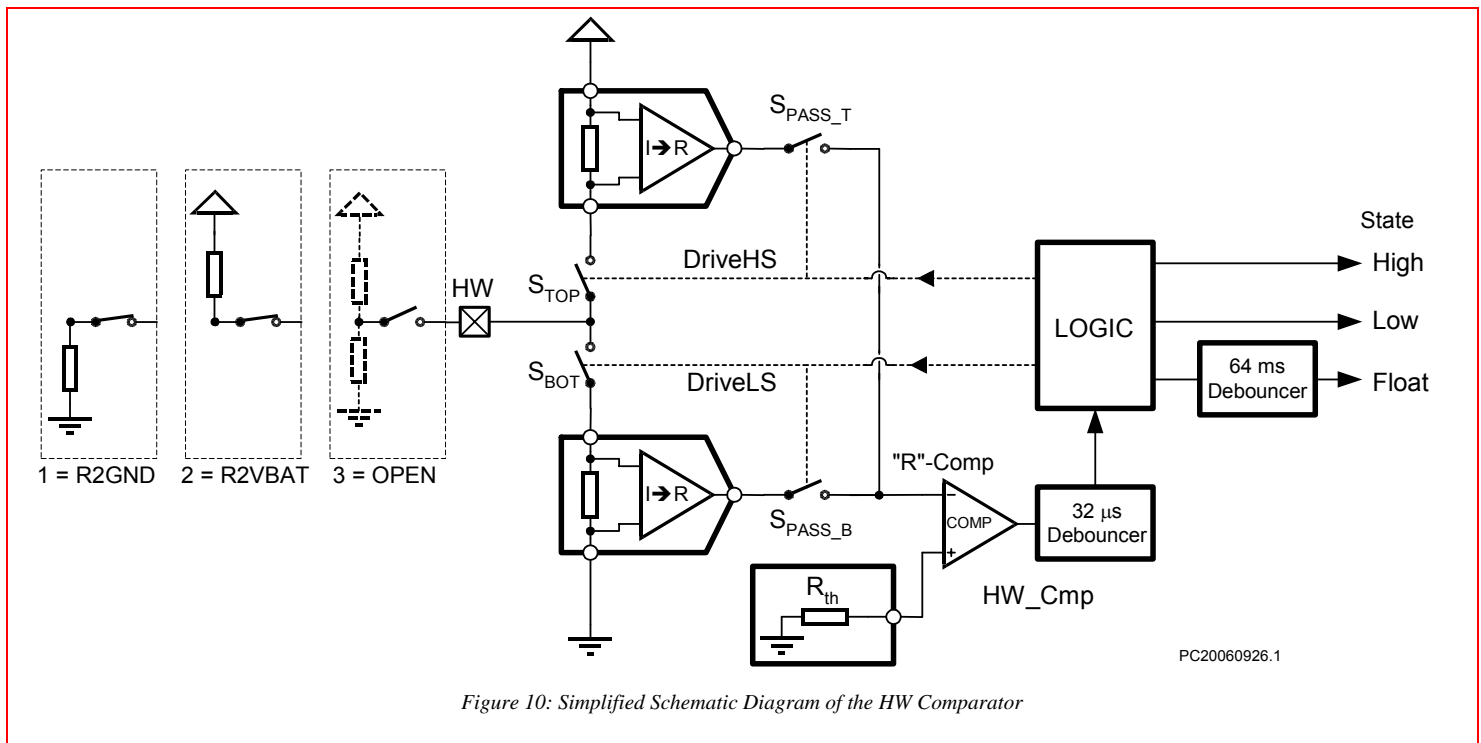 S_PASS_T
I➔R
State
DriveHS
High
HW
S_TOP
LOGIC
Low
S_BOT
DriveLS
64 ms
Debouncer
Float
1 = R2GND
2 = R2VBAT
3 = OPEN
"R"-Comp
I➔R
S_PASS_B
COMP
32 μs
Debouncer
R_th
HW_Cmp
PC20060926.1
Figure 10: Simplified Schematic Diagram of the HW Comparator